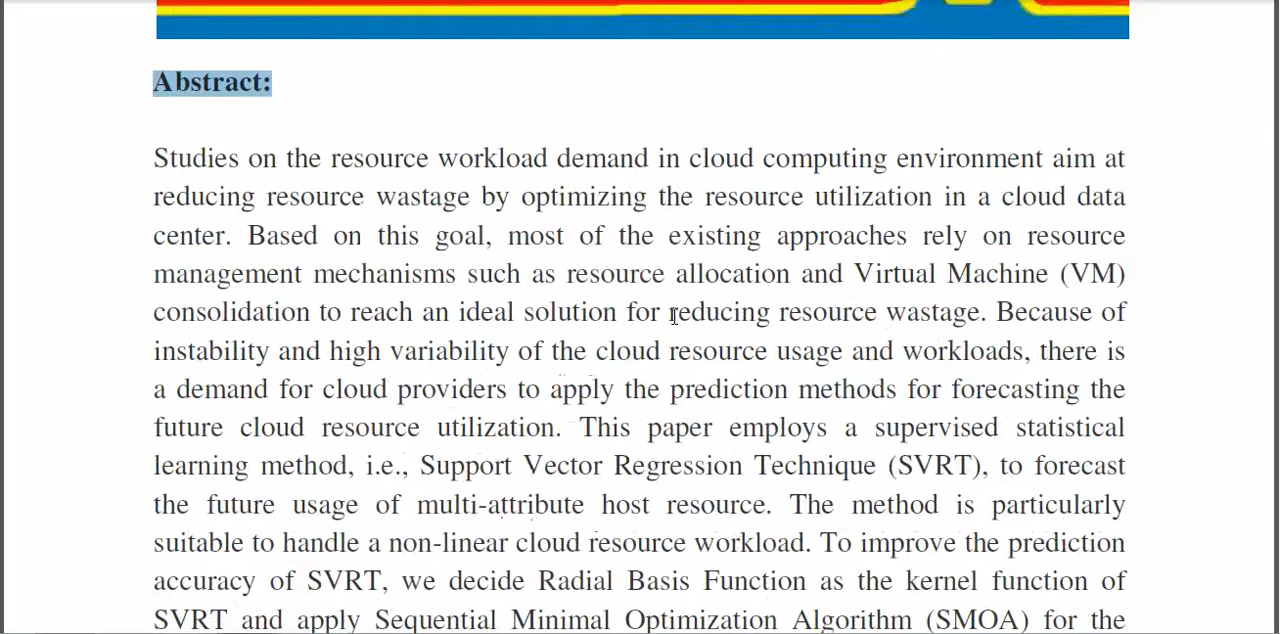 Abstract:
Studies on the resource workload demand in cloud computing environment aim at
reducing resource wastage by optimizing the resource utilization in a cloud data
center. Based on this goal, most of the existing approaches rely on resource
management mechanisms such as resource allocation and Virtual Machine (VM)
consolidation to reach an ideal solution for reducing resource wastage. Because of
instability and high variability of the cloud resource usage and workloads, there is
a demand for cloud providers to apply the prediction methods for forecasting the
future cloud resource utilization. This paper employs a supervised statistical
learning method, i.e., Support Vector Regression Technique (SVRT), to forecast
the future usage of multi-attribute host resource. The method is particularly
suitable to handle a non-linear cloud resource workload. To improve the prediction
accuracy of SVRT, we decide Radial Basis Function as the kernel function of
SVRT and apply Sequential Minimal Optimization Algorithm (SMOA) for the